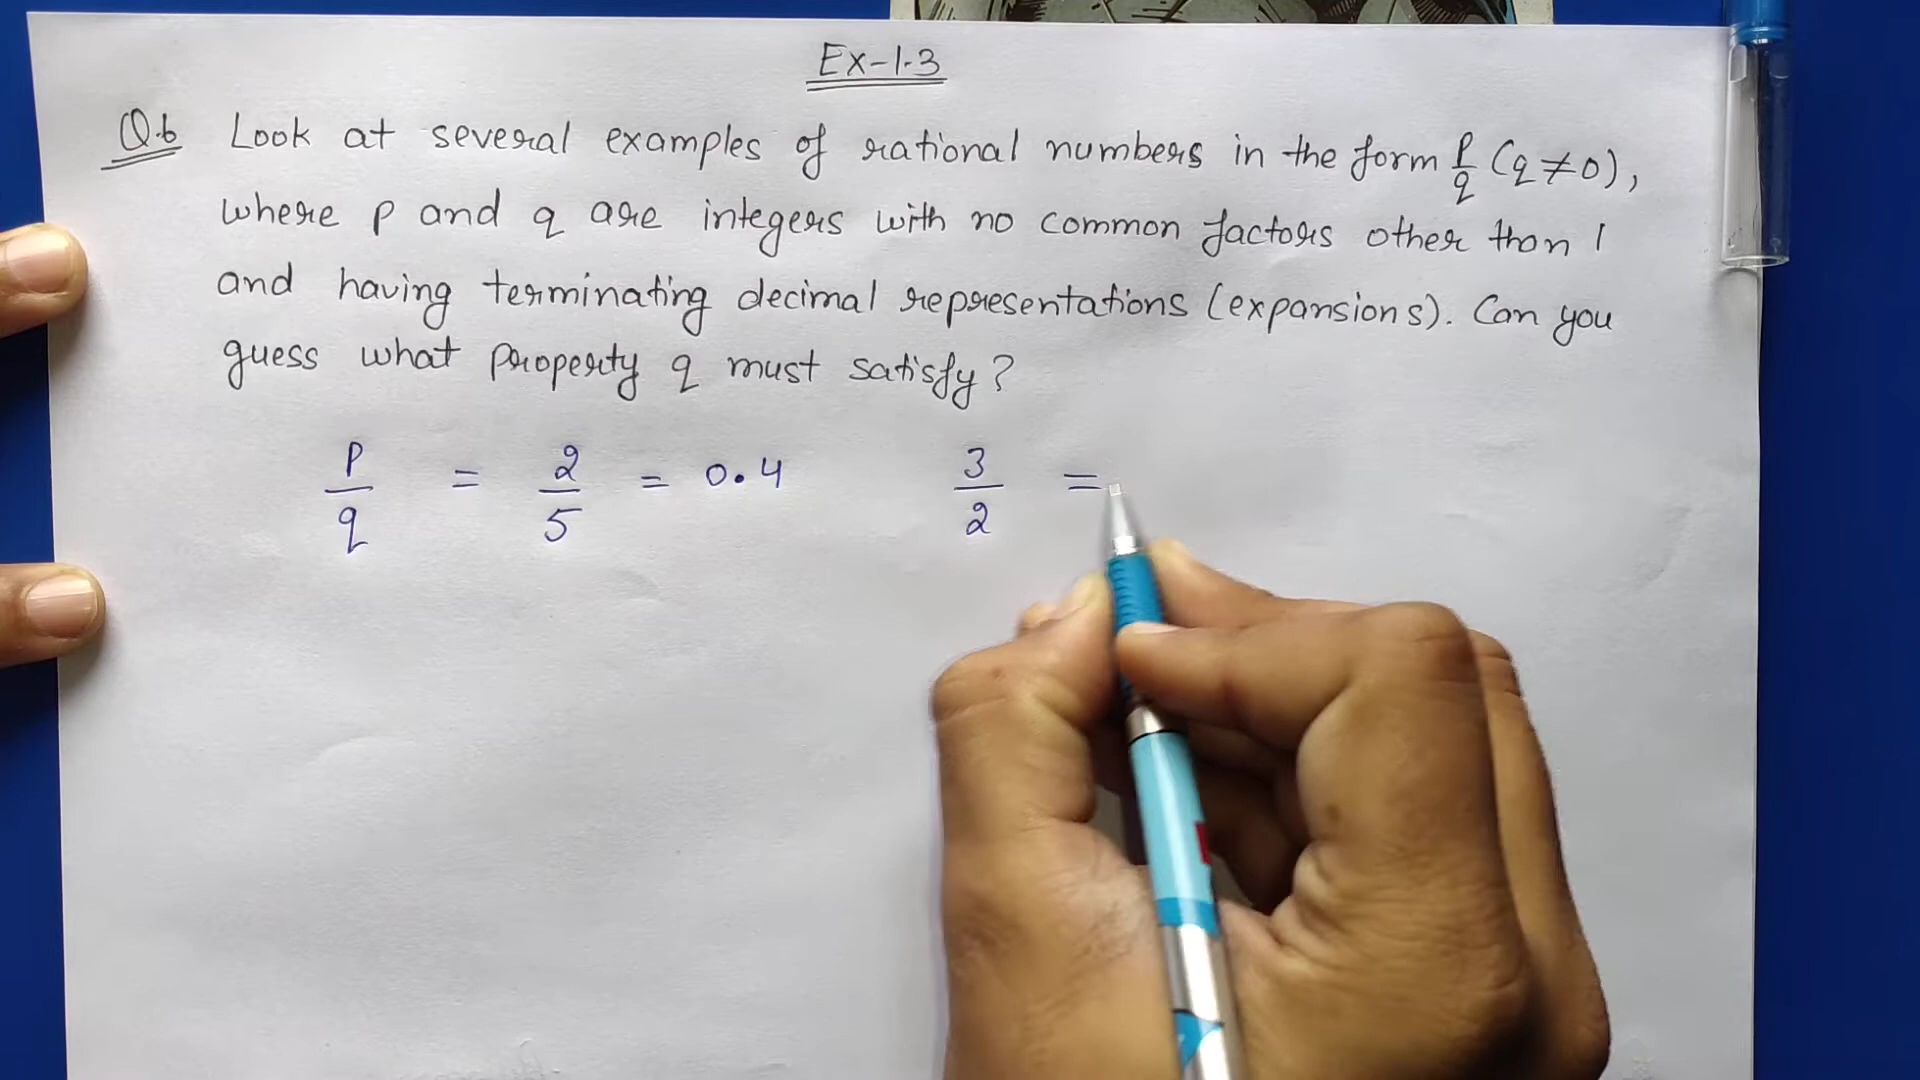 Ex-1.3
Q.6 Look at several examples of rational numbers in the form p/q (q≠0),
where p and q are integers with no common factors other than 1
and having terminating decimal representations (expansions). Can you
guess what property q must satisfy?
p/q = 2/5 = 0.4 3/2 =